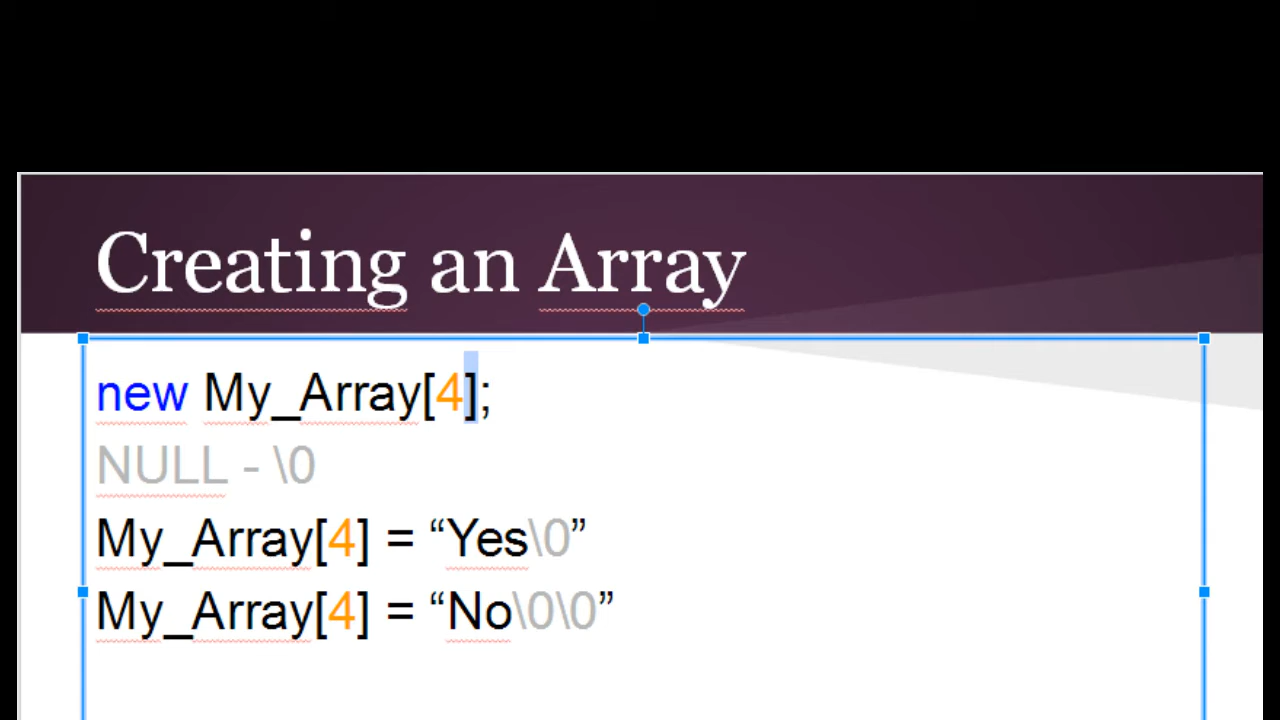 Creating an Array
new My_Array[4];
NULL - \0
My_Array[4] = “Yes\0”
My_Array[4] = “No\0\0”